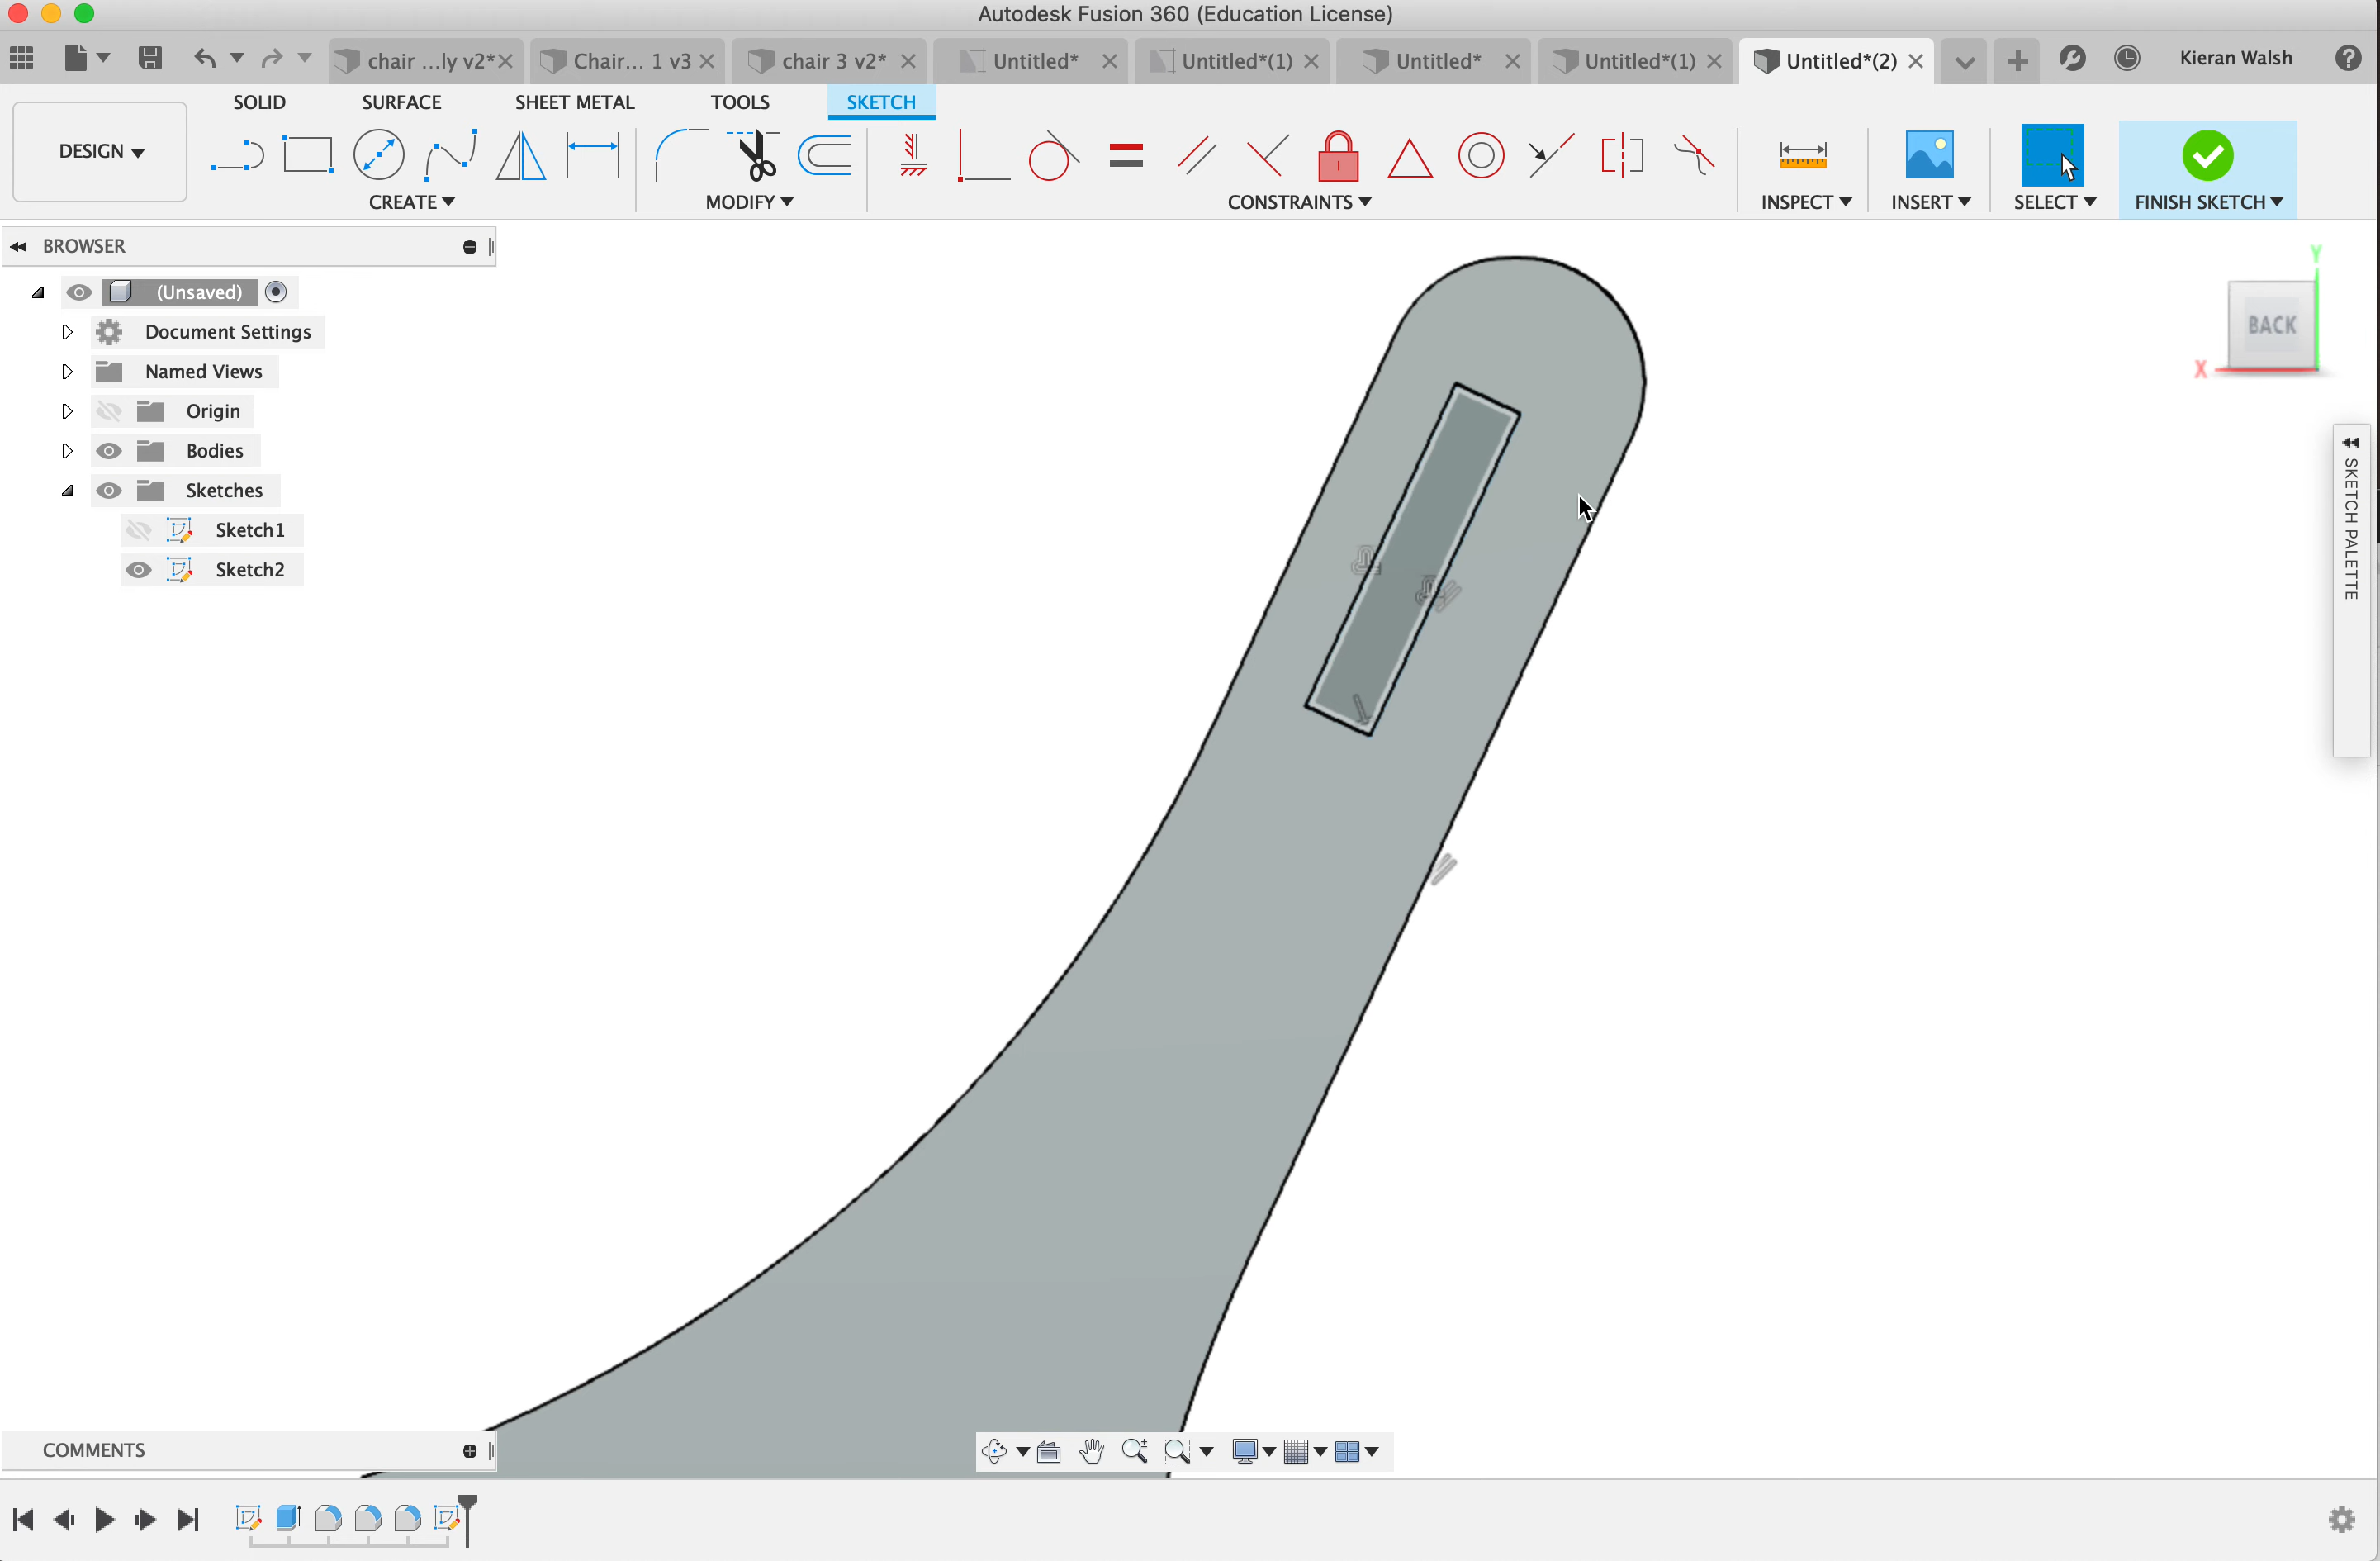 Autodesk Fusion 360 (Education License)
chair ...ly v2*
Chair... 1 v3
chair 3 v2*
Untitled*
Untitled*(1)
Untitled*
Untitled*(1)
Untitled*(2)
Kieran Walsh
DESIGN
SOLID
SURFACE
SHEET METAL
TOOLS
SKETCH
CREATE
MODIFY
CONSTRAINTS
INSPECT
INSERT
SELECT
FINISH SKETCH
BROWSER
(Unsaved)
Document Settings
Named Views
Origin
Bodies
Sketches
Sketch1
Sketch2
Y
BACK
X
SKETCH PALETTE
COMMENTS